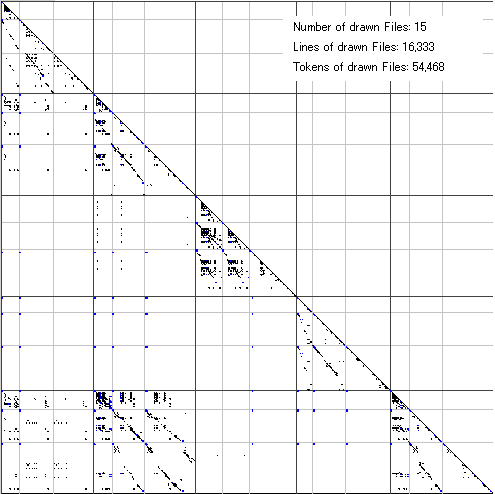 Number of drawn Files: 15
Lines of drawn Files: 16,333
Tokens of drawn Files: 54,468